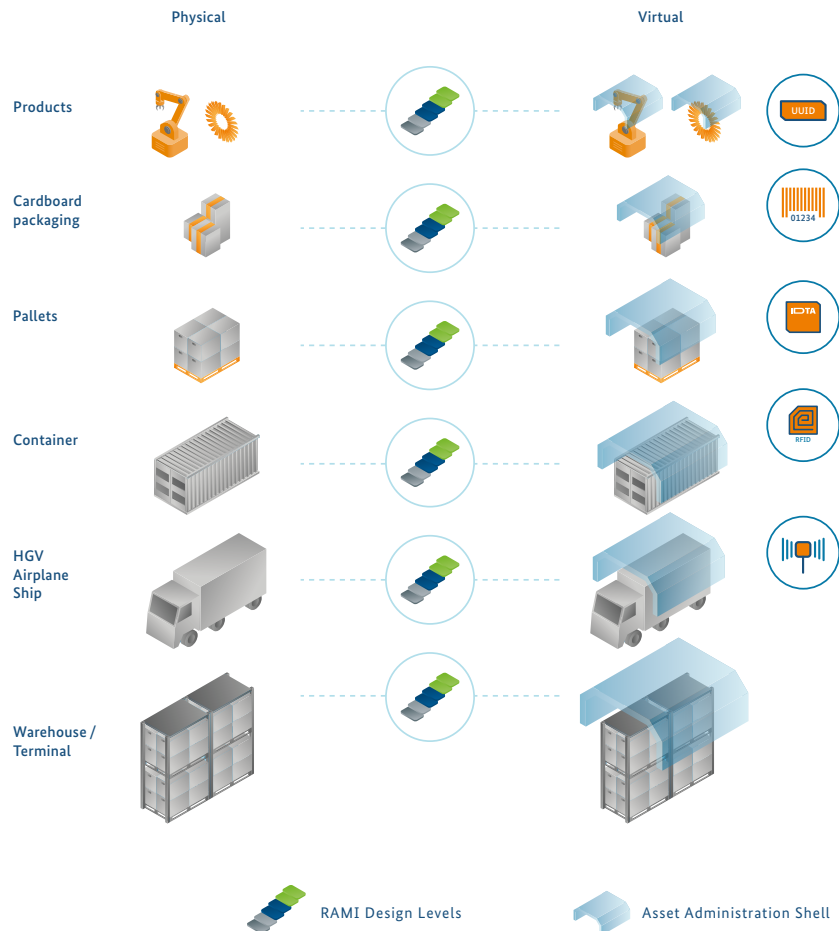 Physical
Virtual
Products
UUID
Cardboard
packaging
01234
Pallets
IDTA
Container
RFID
HGV
Airplane
Ship
Warehouse /
Terminal
RAMI Design Levels
Asset Administration Shell